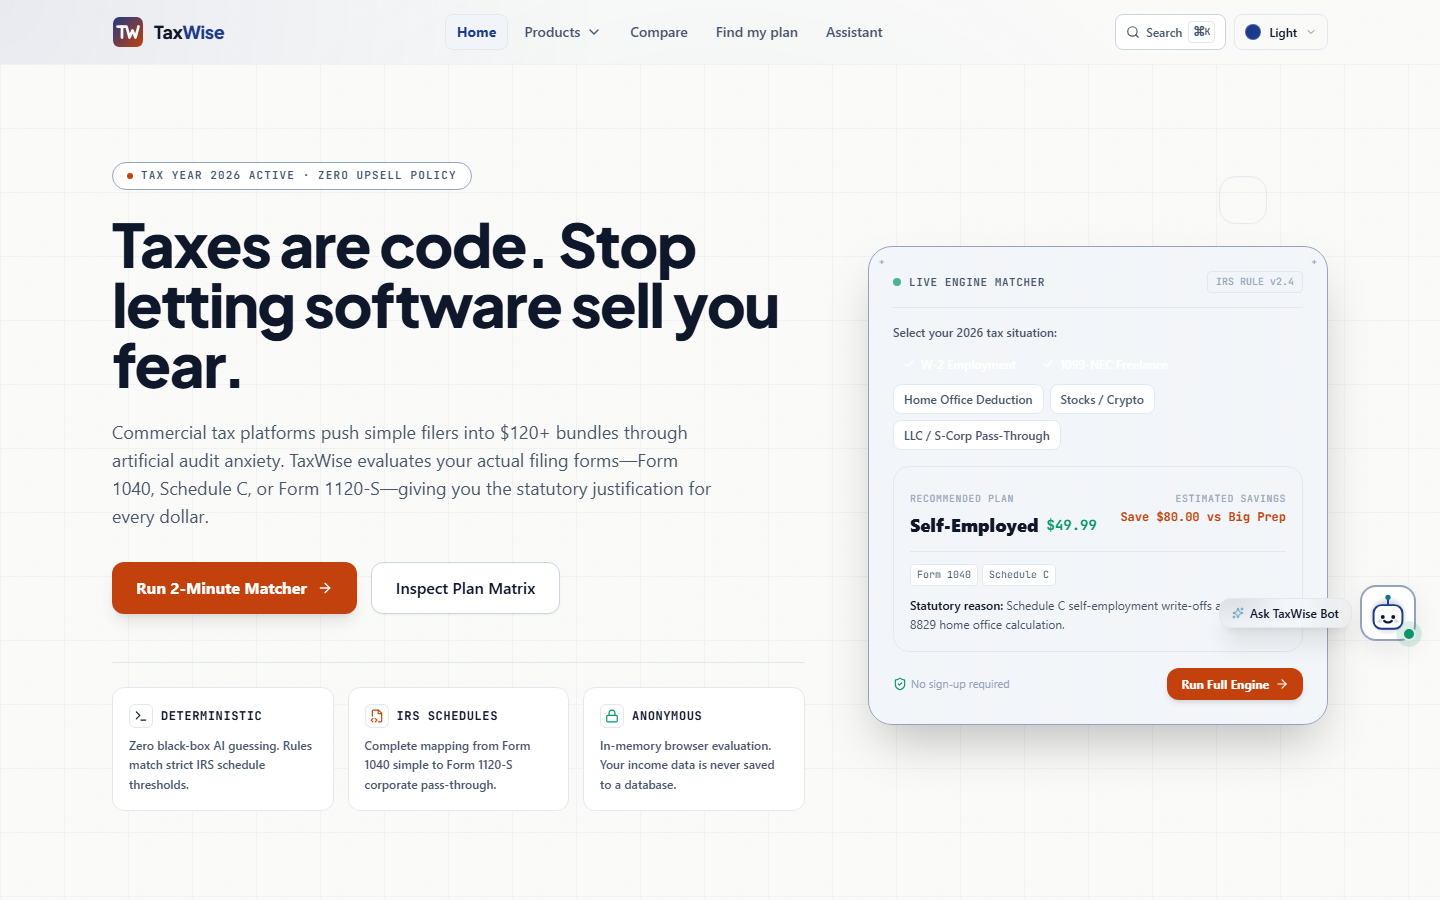 TW TaxWise
Home Products Compare Find my plan Assistant
Search ⌘K Light
TAX YEAR 2026 ACTIVE · ZERO UPSELL POLICY
Taxes are code. Stop
letting software sell you
fear.
Commercial tax platforms push simple filers into $120+ bundles through
artificial audit anxiety. TaxWise evaluates your actual filing forms—Form
1040, Schedule C, or Form 1120-S—giving you the statutory justification for
every dollar.
Run 2-Minute Matcher →
Inspect Plan Matrix
DETERMINISTIC
Zero black-box AI guessing. Rules
match strict IRS schedule
thresholds.
IRS SCHEDULES
Complete mapping from Form
1040 simple to Form 1120-S
corporate pass-through.
ANONYMOUS
In-memory browser evaluation.
Your income data is never saved
to a database.
LIVE ENGINE MATCHER IRS RULE v2.4
Select your 2026 tax situation:
W-2 Employment 1099-NEC Freelance
Home Office Deduction Stocks / Crypto
LLC / S-Corp Pass-Through
RECOMMENDED PLAN ESTIMATED SAVINGS
Self-Employed $49.99 Save $80.00 vs Big Prep
Form 1040 Schedule C
Statutory reason: Schedule C self-employment write-offs
8829 home office calculation.
No sign-up required
Run Full Engine →
Ask TaxWise Bot